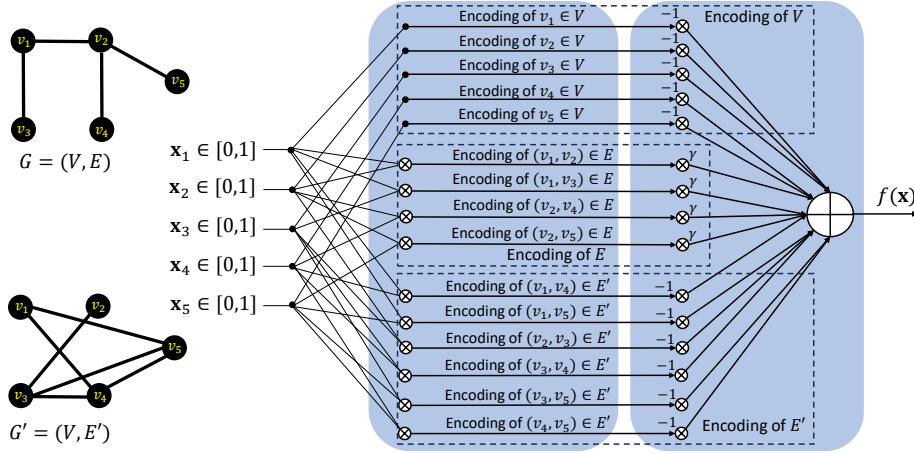 v₁
v₂
v₅
v₃
v₄
G = (V, E)
v₁
v₂
v₅
v₃
v₄
G′ = (V, E′)
𝐱₁ ∈ [0,1]
𝐱₂ ∈ [0,1]
𝐱₃ ∈ [0,1]
𝐱₄ ∈ [0,1]
𝐱₅ ∈ [0,1]
Encoding of v₁ ∈ V
−1
Encoding of V
Encoding of v₂ ∈ V
−1
Encoding of v₃ ∈ V
−1
Encoding of v₄ ∈ V
−1
Encoding of v₅ ∈ V
−1
Encoding of (v₁, v₂) ∈ E
γ
Encoding of (v₁, v₃) ∈ E
γ
Encoding of (v₂, v₄) ∈ E
γ
Encoding of (v₂, v₅) ∈ E
γ
Encoding of E
Encoding of (v₁, v₄) ∈ E′
−1
Encoding of (v₁, v₅) ∈ E′
−1
Encoding of (v₂, v₃) ∈ E′
−1
Encoding of (v₃, v₄) ∈ E′
−1
Encoding of (v₃, v₅) ∈ E′
−1
Encoding of (v₄, v₅) ∈ E′
−1
Encoding of E′
f(𝐱)